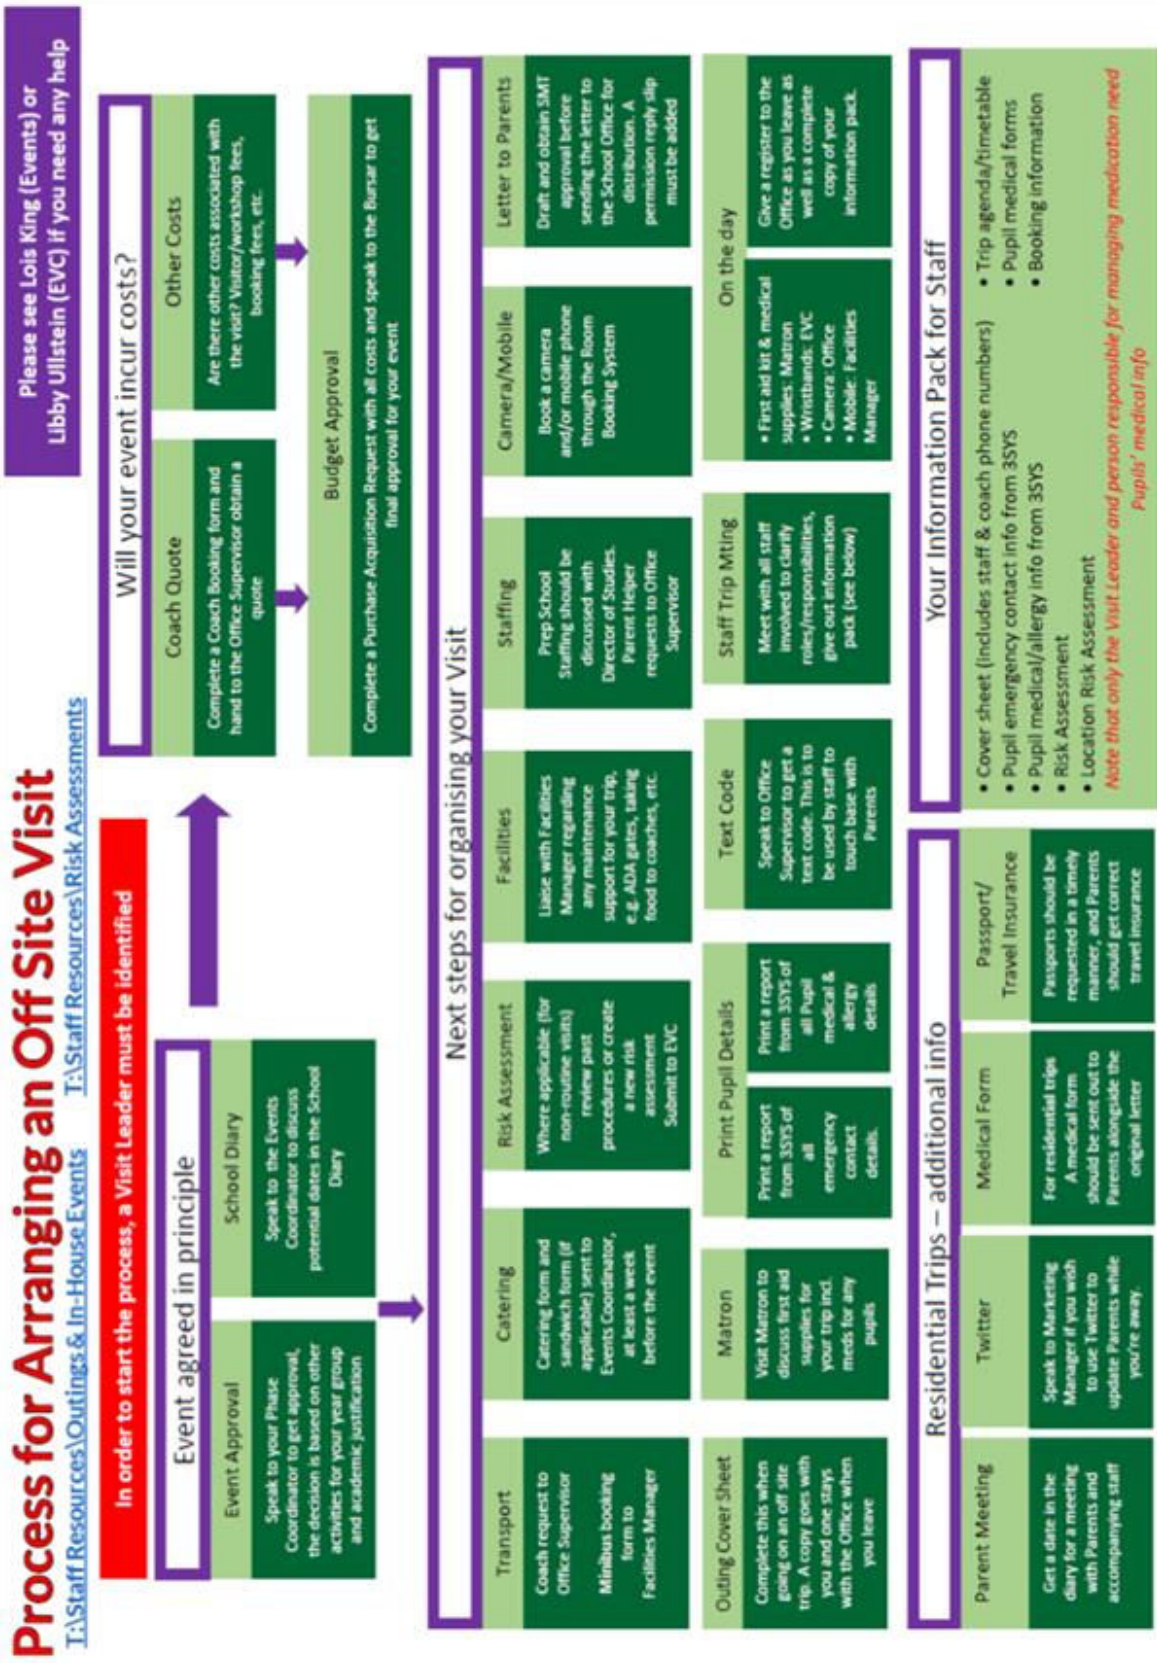 Process for Arranging an Off Site Visit
T:\Staff Resources\Outings & In-House Events
T:\Staff Resources\Risk Assessments
Please see Lois King (Events) or
Libby Ullstein (EVC) if you need any help
In order to start the process, a Visit Leader must be identified
Event agreed in principle
Event Approval
Speak to your Phase
Coordinator to get approval,
the decision is based on other
activities for your year group
and academic justification
School Diary
Speak to the Events
Coordinator to discuss
potential dates in the School
Diary
Will your event incur costs?
Coach Quote
Complete a Coach Booking form and
hand to the Office Supervisor obtain a
quote
Other Costs
Are there other costs associated with
the visit? Visitor/workshop fees,
booking fees, etc.
Budget Approval
Complete a Purchase Acquisition Request with all costs and speak to the Bursar to get
final approval for your event
Next steps for organising your Visit
Transport
Coach request to
Office Supervisor
Minibus booking
form to
Facilities Manager
Catering
Catering form and
sandwich form (if
applicable) sent to
Events Coordinator,
at least a week
before the event
Risk Assessment
Where applicable (for
non-routine visits)
review past
procedures or create
a new risk
assessment
Submit to EVC
Facilities
Liaise with Facilities
Manager regarding
any maintenance
support for your trip,
e.g. ADA gates, taking
food to coaches, etc.
Staffing
Prep School
Staffing should be
discussed with
Director of Studies.
Parent Helper
requests to Office
Supervisor
Camera/Mobile
Book a camera
and/or mobile phone
through the Room
Booking System
Letter to Parents
Draft and obtain SMT
approval before
sending the letter to
the School Office for
distribution. A
permission reply slip
must be added
Outing Cover Sheet
Complete this when
going on an off site
trip. A copy goes with
you and one stays
with the Office when
you leave
Matron
Visit Matron to
discuss first aid
supplies for
your trip incl.
meds for any
pupils
Print Pupil Details
Print a report
from 3SYS of
all
emergency
contact
details.
Print a report
from 3SYS of
all Pupil
medical &
allergy
details
Text Code
Speak to Office
Supervisor to get a
text code. This is to
be used by staff to
touch base with
Parents
Staff Trip Mting
Meet with all staff
involved to clarify
roles/responsibilities,
give out information
pack (see below)
On the day
• First aid kit & medical
supplies: Matron
• Wristbands: EVC
• Camera: Office
• Mobile: Facilities
Manager
Give a register to the
Office as you leave as
well as a complete
copy of your
information pack.
Residential Trips – additional info
Parent Meeting
Get a date in the
diary for a meeting
with Parents and
accompanying staff
Twitter
Speak to Marketing
Manager if you wish
to use Twitter to
update Parents while
you're away.
Medical Form
For residential trips
A medical form
should be sent out to
Parents alongside the
original letter
Passport/
Travel Insurance
Passports should be
requested in a timely
manner, and Parents
should get correct
travel insurance
Your Information Pack for Staff
• Cover sheet (includes staff & coach phone numbers)
• Pupil emergency contact info from 3SYS
• Pupil medical/allergy info from 3SYS
• Risk Assessment
• Location Risk Assessment
• Trip agenda/timetable
• Pupil medical forms
• Booking information
Note that only the Visit Leader and person responsible for managing medication need
Pupils' medical info